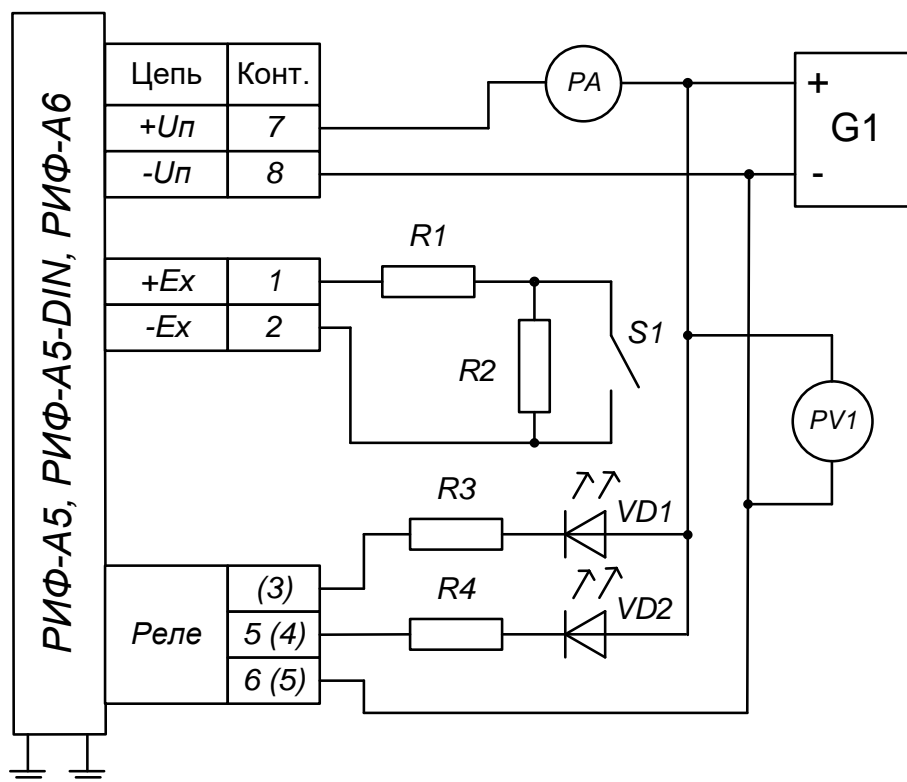 РИФ-А5, РИФ-А5-DIN, РИФ-А6
Цепь Конт.
+Uп 7
-Uп 8
+Ex 1
-Ex 2
Реле
(3)
5 (4)
6 (5)
PA
+
G1
-
R1
R2
S1
PV1
R3
VD1
R4
VD2